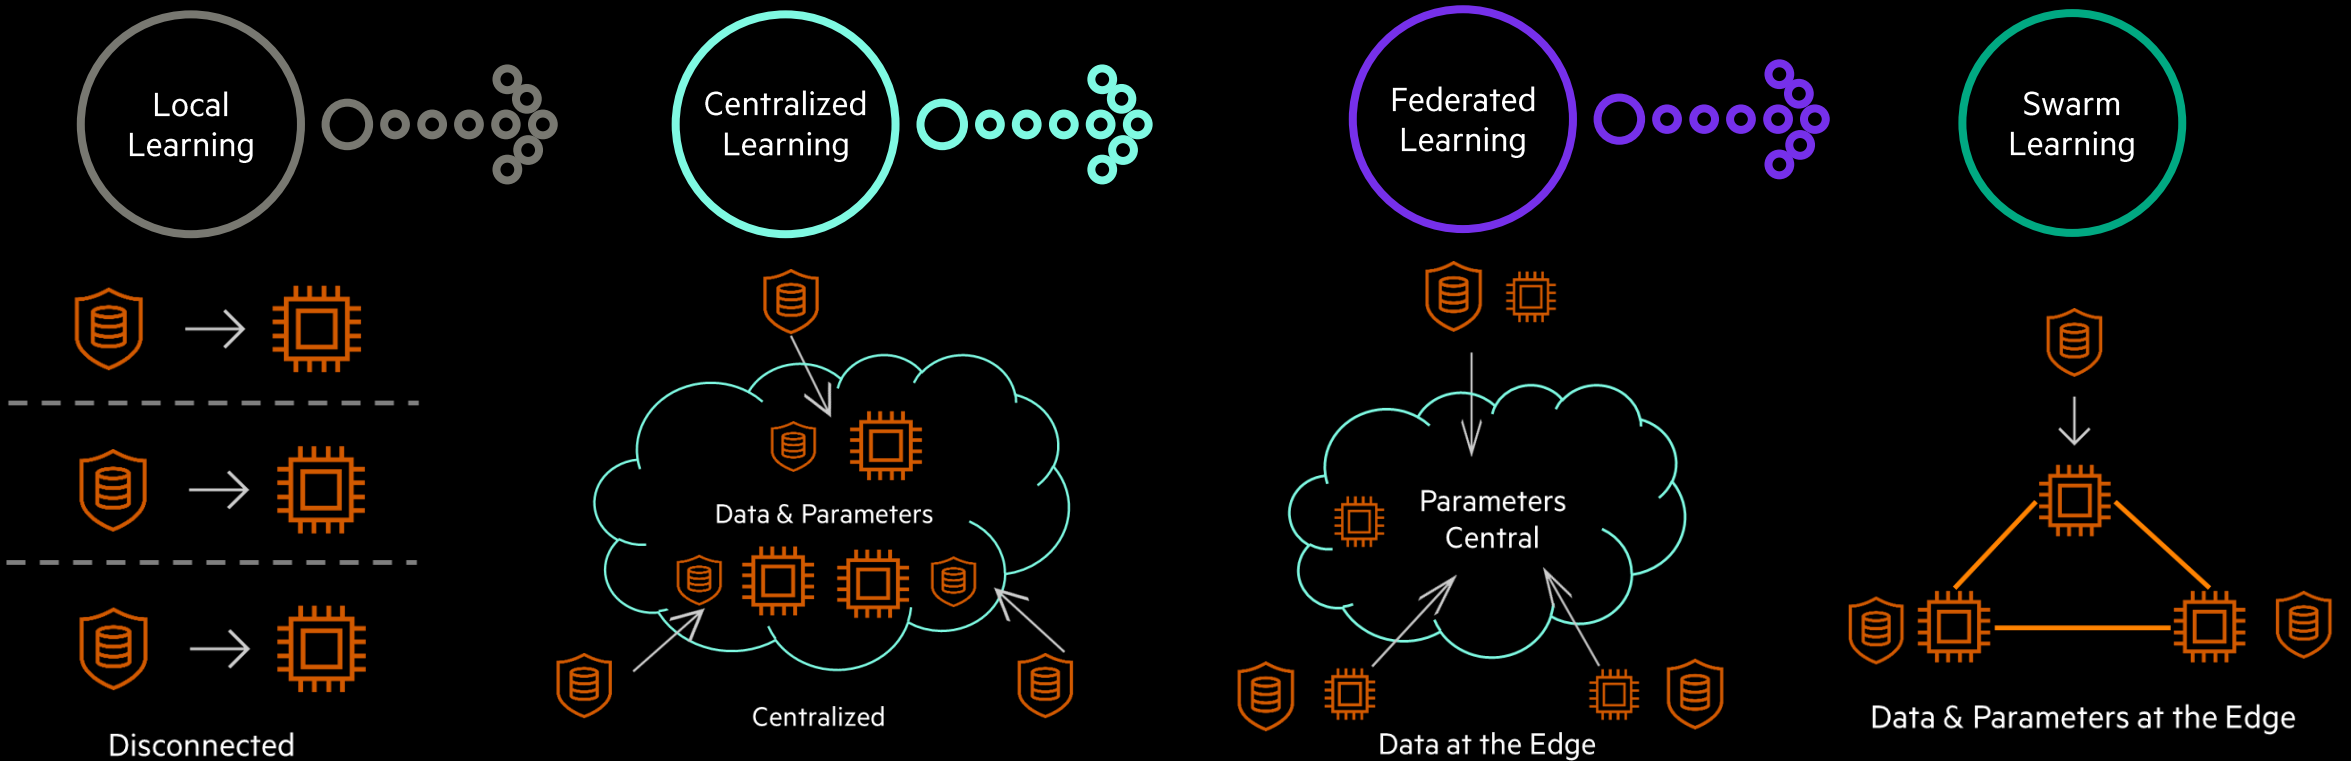 Local
Learning
Centralized
Learning
Federated
Learning
Swarm
Learning
Disconnected
Data & Parameters
Centralized
Parameters
Central
Data at the Edge
Data & Parameters at the Edge